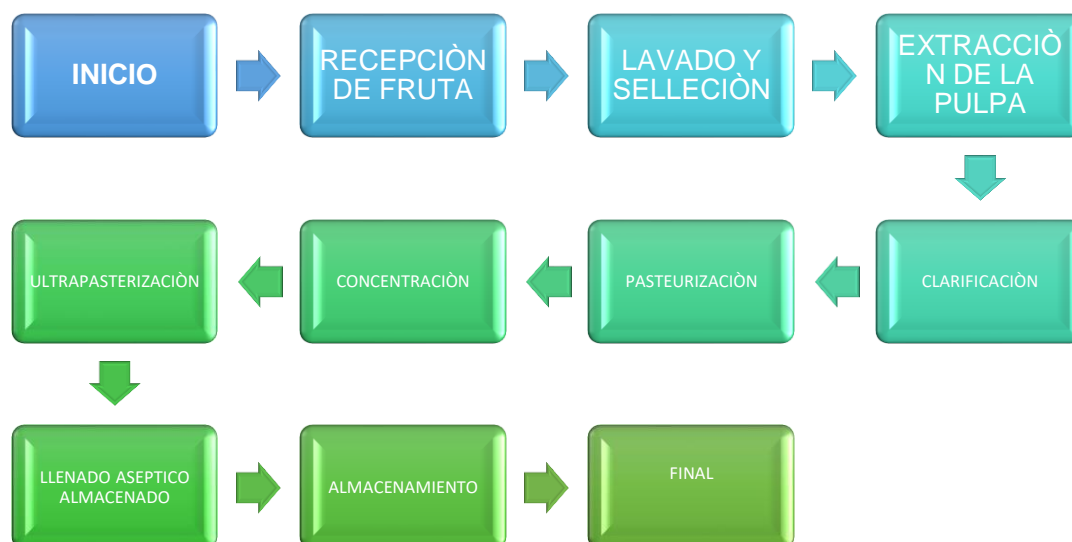 INICIO
RECEPCIÒN
DE FRUTA
LAVADO Y
SELLECIÒN
EXTRACCIÒ
N DE LA
PULPA
ULTRAPASTERIZACIÒN
CONCENTRACIÒN
PASTEURIZACIÒN
CLARIFICACIÒN
LLENADO ASEPTICO
ALMACENADO
ALMACENAMIENTO
FINAL